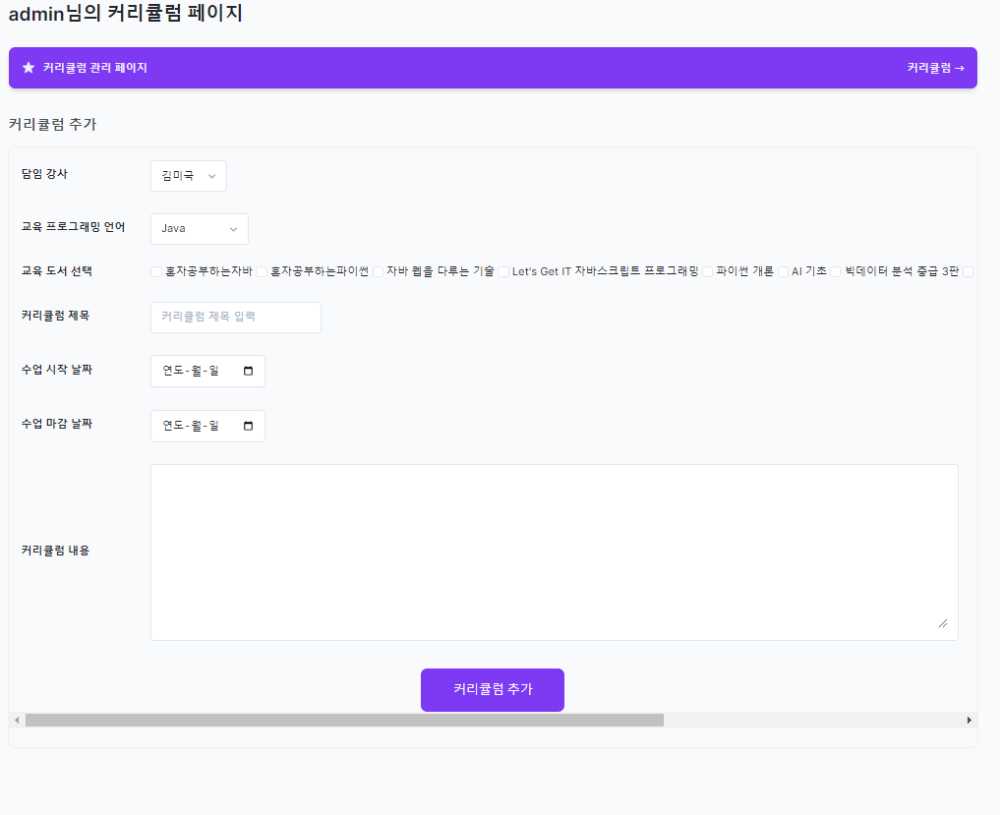 admin님의 커리큘럼 페이지
커리큘럼 관리 페이지 커리큘럼 →
커리큘럼 추가
담임 강사 김미국
교육 프로그래밍 언어 Java
교육 도서 선택 혼자공부하는자바 혼자공부하는파이썬 자바 웹을 다루는 기술 Let's Get IT 자바스크립트 프로그래밍 파이썬 개론 AI 기초 빅데이터 분석 중급 3판
커리큘럼 제목 커리큘럼 제목 입력
수업 시작 날짜 연도-월-일
수업 마감 날짜 연도-월-일
커리큘럼 내용
커리큘럼 추가